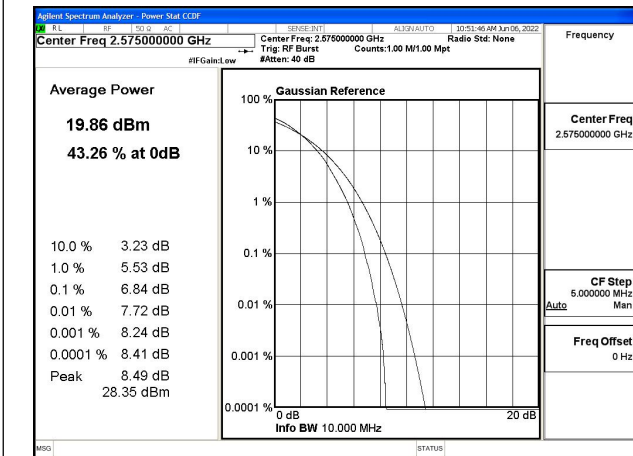 Agilent Spectrum Analyzer - Power Stat CCDF
LXI RL RF 50 Ω AC SENSE:INT ALIGN AUTO 10:51:46 AM Jun 06, 2022
Center Freq 2.575000000 GHz
Center Freq: 2.575000000 GHz Radio Std: None
Trig: RF Burst Counts:1.00 M/1.00 Mpt
#IFGain:Low #Atten: 40 dB
Frequency
Average Power
19.86 dBm
43.26 % at 0dB
10.0 % 3.23 dB
1.0 % 5.53 dB
0.1 % 6.84 dB
0.01 % 7.72 dB
0.001 % 8.24 dB
0.0001 % 8.41 dB
Peak 8.49 dB
28.35 dBm
Gaussian Reference
100 %
10 %
1 %
0.1 %
0.01 %
0.001 %
0.0001 %
0 dB 20 dB
Info BW 10.000 MHz
Center Freq
2.575000000 GHz
CF Step
5.000000 MHz
Auto Man
Freq Offset
0 Hz
MSG STATUS